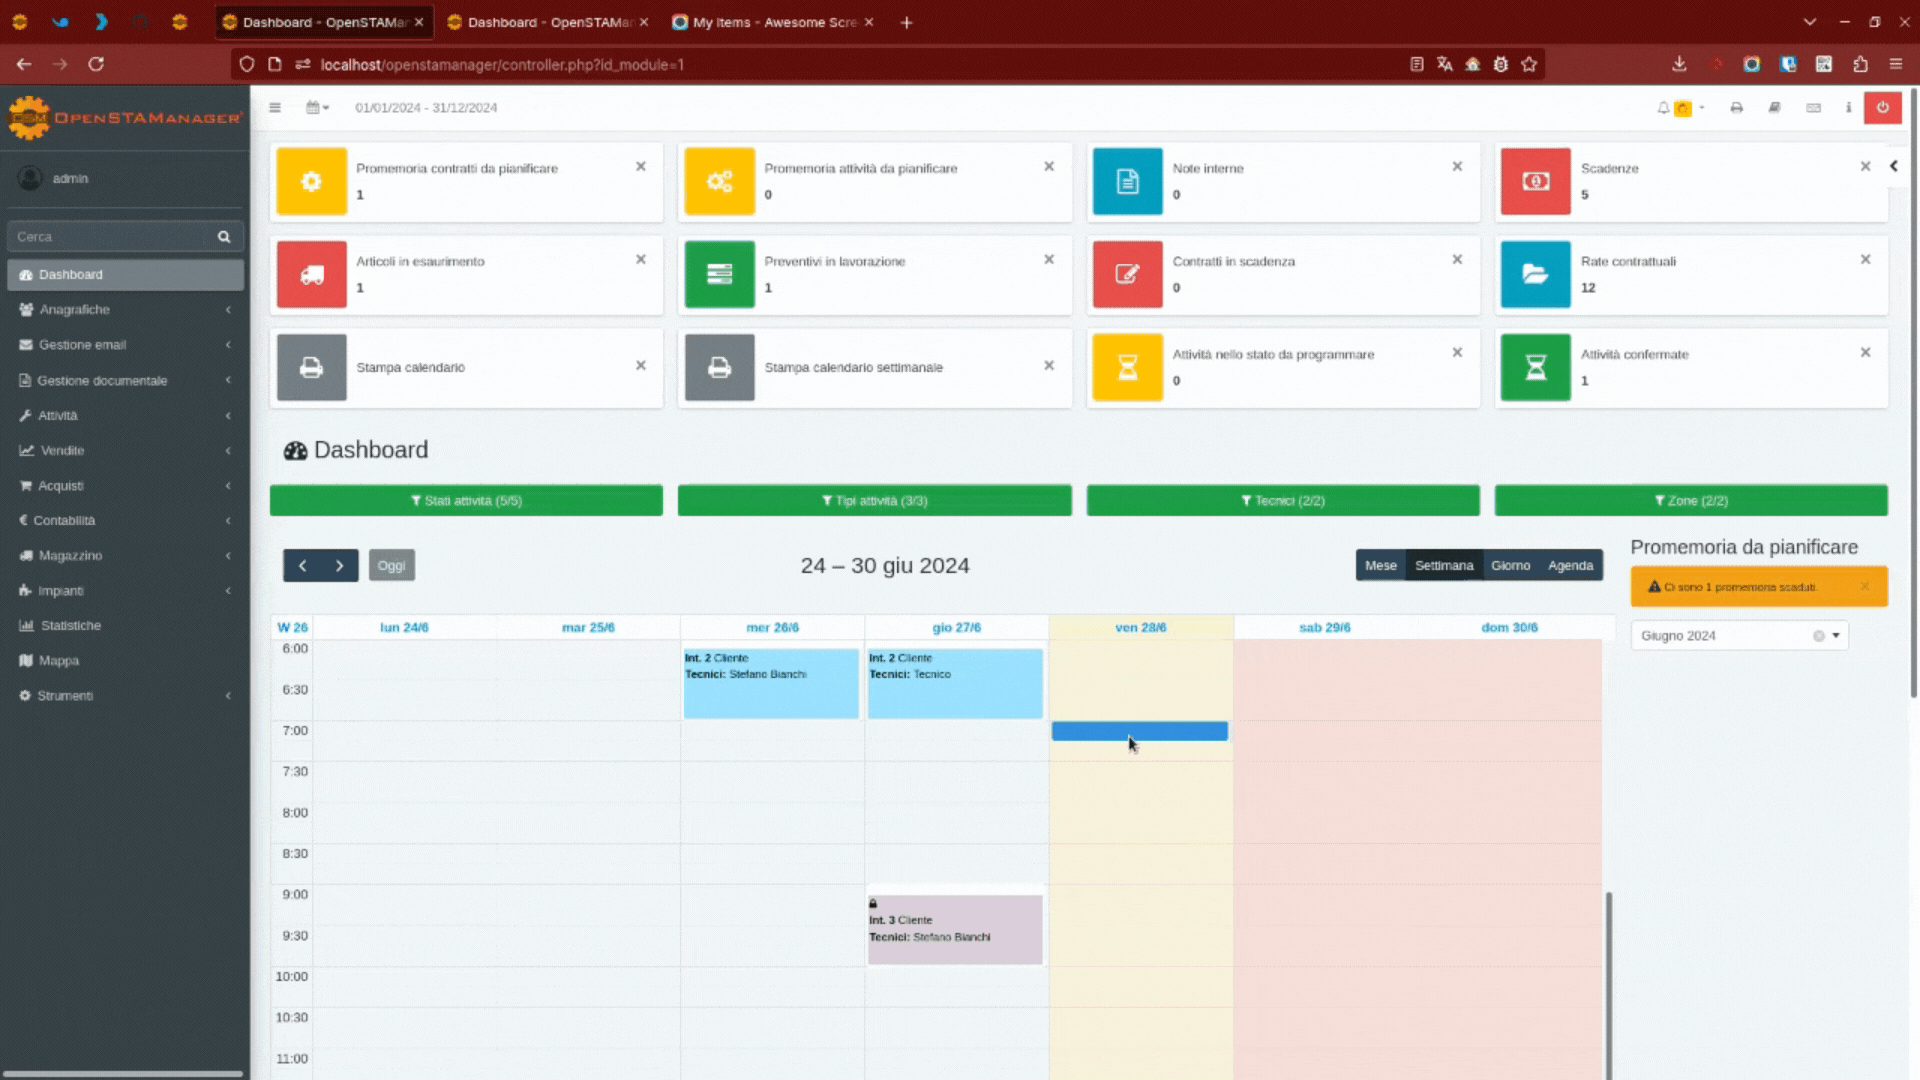 Dashboard - OpenSTAMar
Dashboard - OpenSTAMar
My Items - Awesome Scre
localhost/openstamanager/controller.php?id_module=1
OSM OPENSTAMANAGER®
01/01/2024 - 31/12/2024
admin
Cerca
Dashboard
Anagrafiche
Gestione email
Gestione documentale
Attività
Vendite
Acquisti
Contabilità
Magazzino
Impianti
Statistiche
Mappa
Strumenti
Promemoria contratti da pianificare
1
Promemoria attività da pianificare
0
Note interne
0
Scadenze
5
Articoli in esaurimento
1
Preventivi in lavorazione
1
Contratti in scadenza
0
Rate contrattuali
12
Stampa calendario
Stampa calendario settimanale
Attività nello stato da programmare
0
Attività confermate
1
Dashboard
Stati attività (5/5)
Tipi attività (3/3)
Tecnici (2/2)
Zone (2/2)
Oggi
24 – 30 giu 2024
Mese Settimana Giorno Agenda
Promemoria da pianificare
Ci sono 1 promemoria scaduti.
Giugno 2024
W 26 lun 24/6 mar 25/6 mer 26/6 gio 27/6 ven 28/6 sab 29/6 dom 30/6
6:00
6:30
7:00
7:30
8:00
8:30
9:00
9:30
10:00
10:30
11:00
Int. 2 Cliente
Tecnici: Stefano Bianchi
Int. 2 Cliente
Tecnici: Tecnico
Int. 3 Cliente
Tecnici: Stefano Bianchi